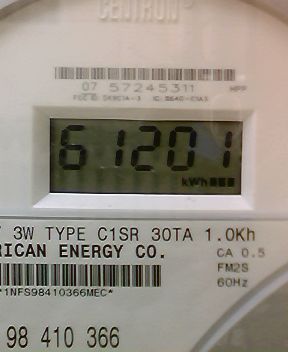 CENTRON
07 57245311 MPP
61201
kWh
3W TYPE C1SR 30TA 1.0Kh
RICAN ENERGY CO.
CA 0.5
FM2S
60Hz
*1NFS98410366MEC*
98 410 366